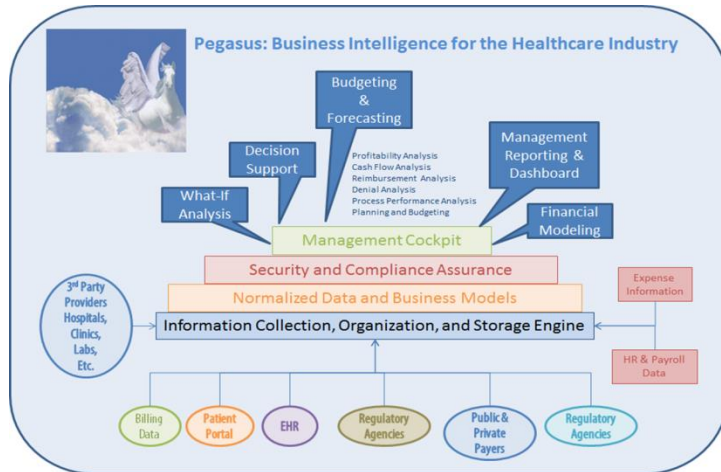 Pegasus: Business Intelligence for the Healthcare Industry
Budgeting
&
Forecasting
Decision
Support
What-If
Analysis
Profitability Analysis
Cash Flow Analysis
Reimbursement Analysis
Denial Analysis
Process Performance Analysis
Planning and Budgeting
Management
Reporting &
Dashboard
Financial
Modeling
Management Cockpit
Security and Compliance Assurance
Normalized Data and Business Models
Information Collection, Organization, and Storage Engine
3rd Party
Providers
Hospitals,
Clinics,
Labs,
Etc.
Expense
Information
HR & Payroll
Data
Billing
Data
Patient
Portal
EHR
Regulatory
Agencies
Public &
Private
Payers
Regulatory
Agencies